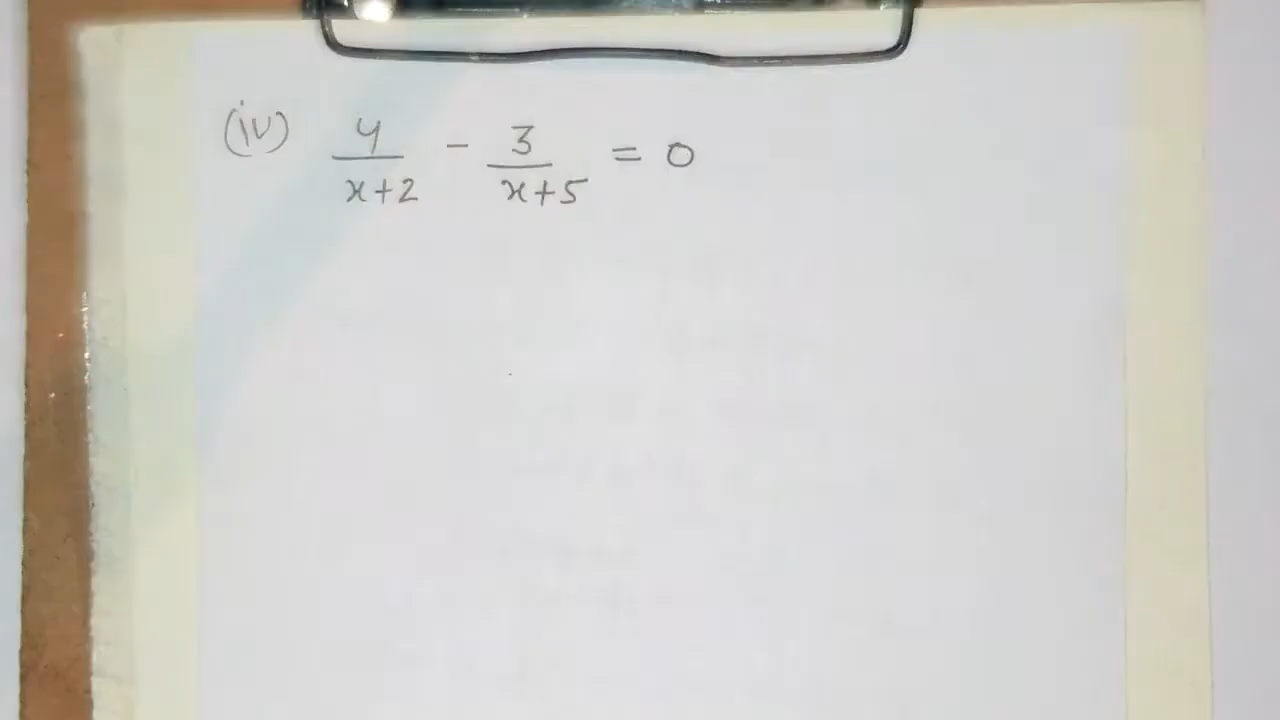 (iv) 4/(x+2) - 3/(x+5) = 0